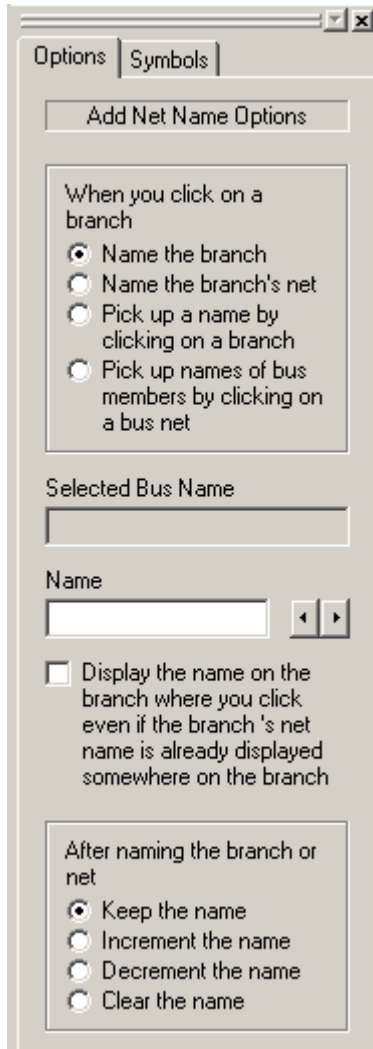 Options Symbols
Add Net Name Options
When you click on a
branch
Name the branch
Name the branch's net
Pick up a name by
clicking on a branch
Pick up names of bus
members by clicking on
a bus net
Selected Bus Name
Name
Display the name on the
branch where you click
even if the branch 's net
name is already displayed
somewhere on the branch
After naming the branch or
net
Keep the name
Increment the name
Decrement the name
Clear the name